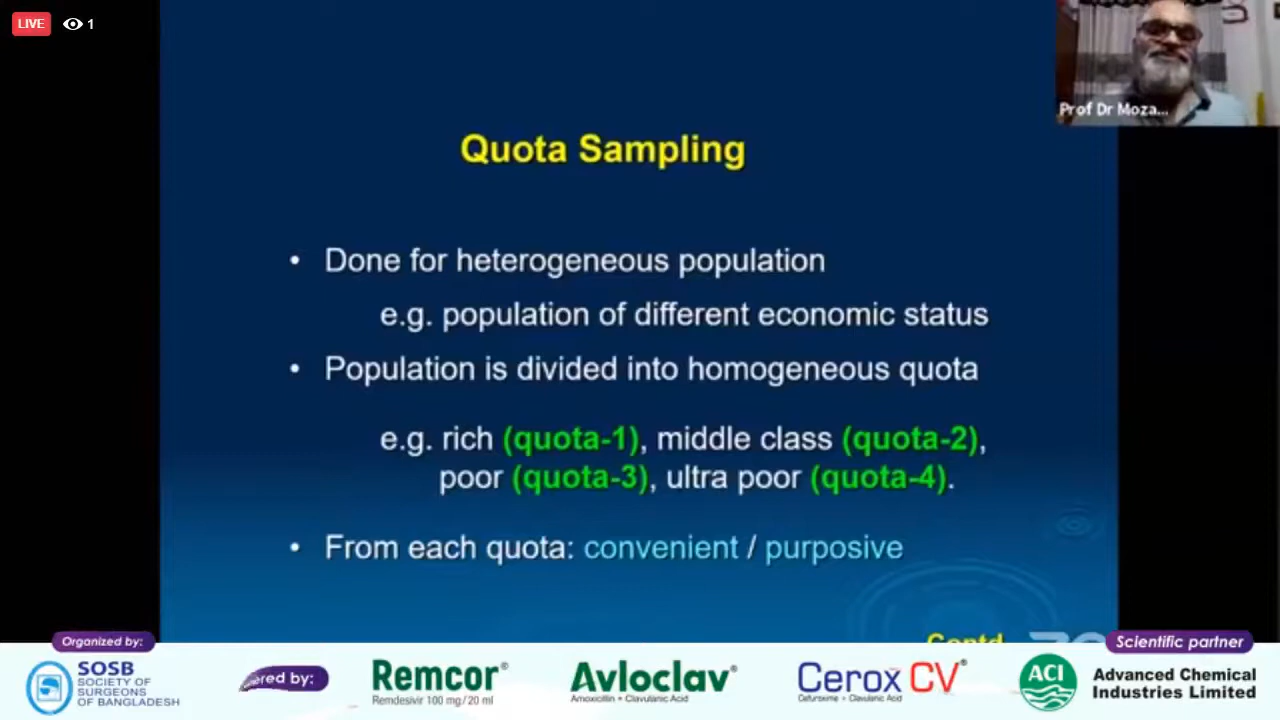 LIVE 1
Prof Dr Moza...
Quota Sampling
• Done for heterogeneous population
e.g. population of different economic status
• Population is divided into homogeneous quota
e.g. rich (quota-1), middle class (quota-2),
poor (quota-3), ultra poor (quota-4).
• From each quota: convenient / purposive
Contd
Organized by:
SOSB
SOCIETY OF
SURGEONS
OF BANGLADESH
ered by:
Remcor®
Remdesivir 100 mg/20 ml
Avloclav®
Amoxicillin + Clavulanic Acid
Cerox CV®
Cefuroxime + Clavulanic Acid
Scientific partner
ACI
Advanced Chemical
Industries Limited